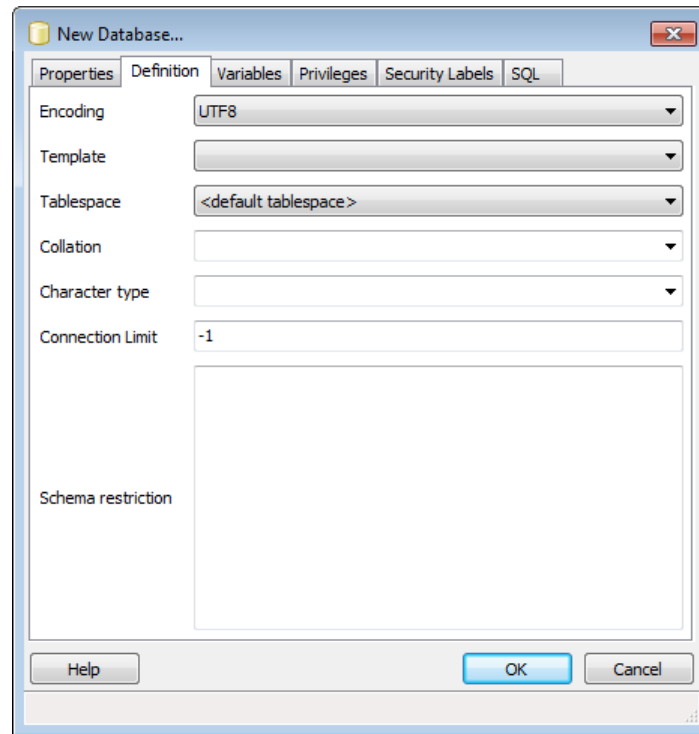 New Database...
Properties Definition Variables Privileges Security Labels SQL
Encoding UTF8
Template
Tablespace <default tablespace>
Collation
Character type
Connection Limit -1
Schema restriction
Help OK Cancel